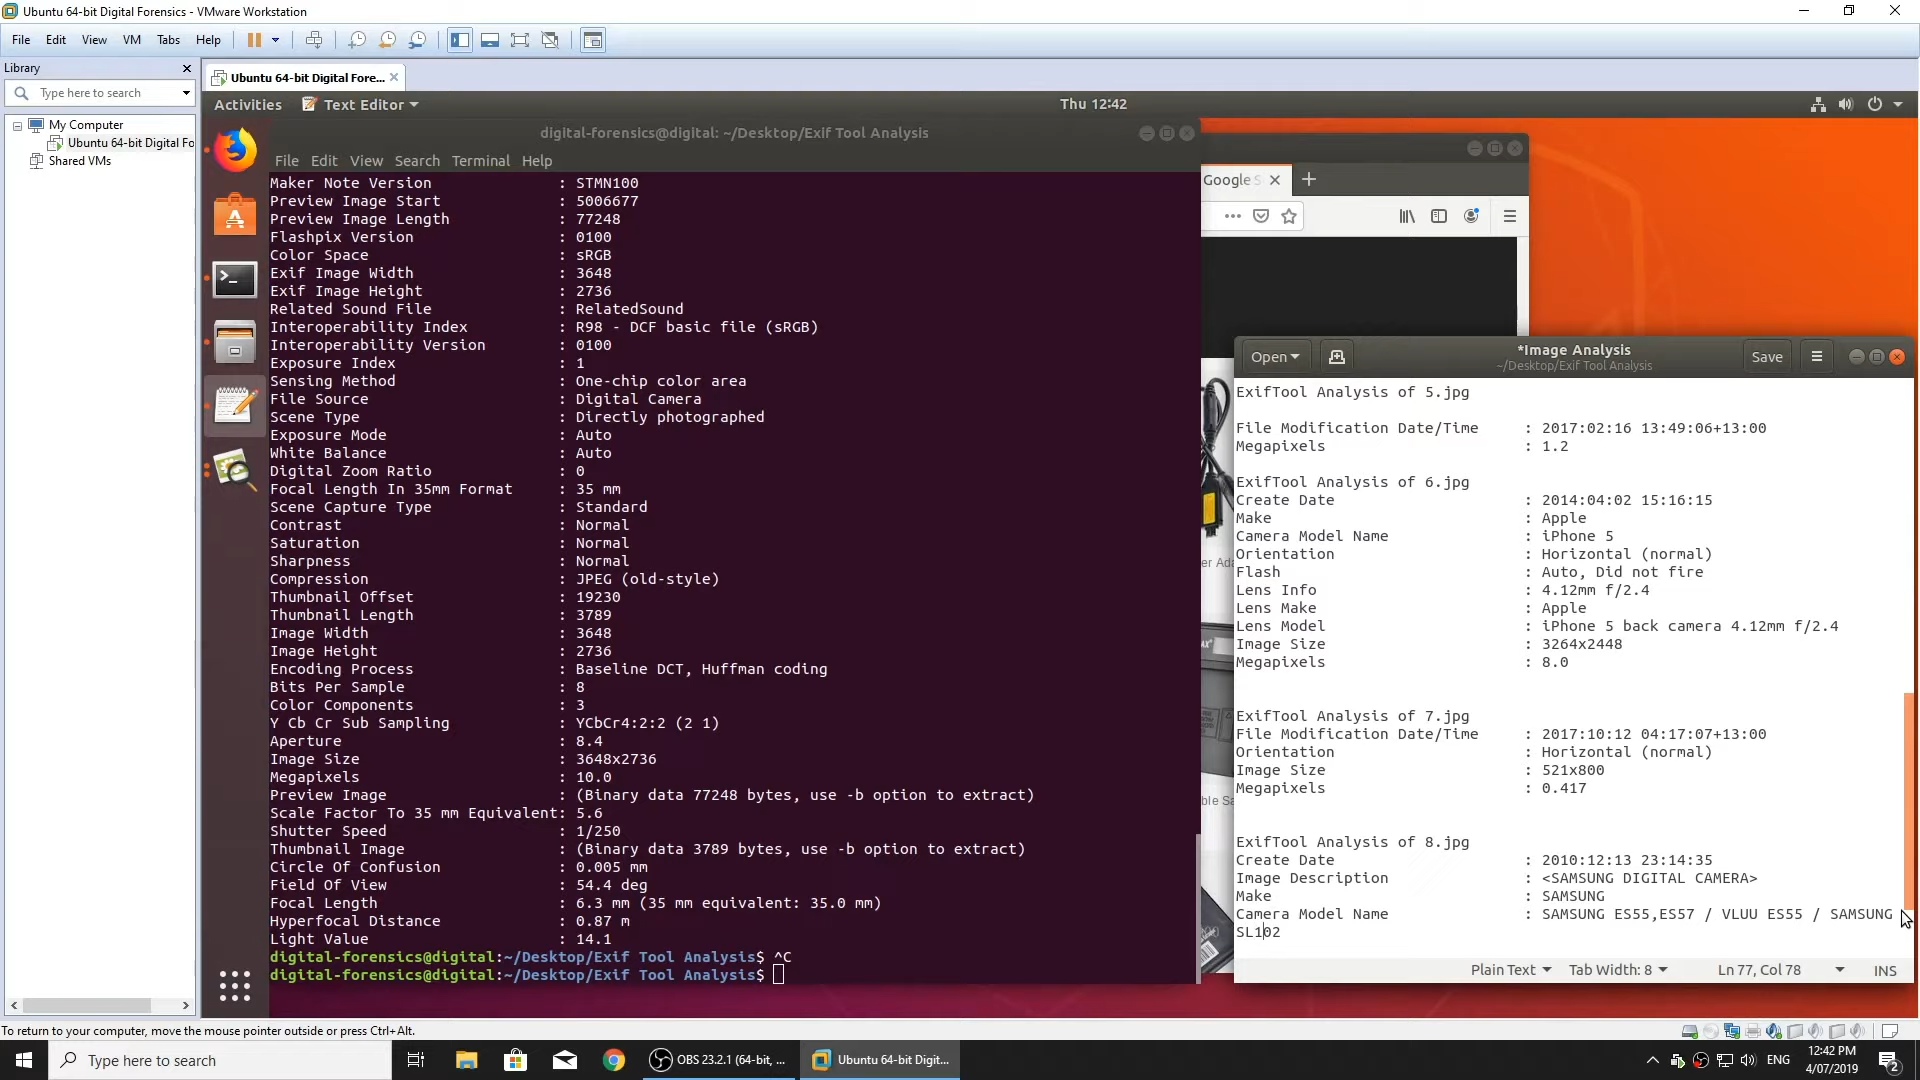 Ubuntu 64-bit Digital Forensics - VMware Workstation
File Edit View VM Tabs Help
Library
Type here to search
My Computer
Ubuntu 64-bit Digital Fo
Shared VMs
Ubuntu 64-bit Digital Fore...
Activities Text Editor Thu 12:42
digital-forensics@digital: ~/Desktop/Exif Tool Analysis
File Edit View Search Terminal Help
Maker Note Version : STMN100
Preview Image Start : 5006677
Preview Image Length : 77248
Flashpix Version : 0100
Color Space : sRGB
Exif Image Width : 3648
Exif Image Height : 2736
Related Sound File : RelatedSound
Interoperability Index : R98 - DCF basic file (sRGB)
Interoperability Version : 0100
Exposure Index : 1
Sensing Method : One-chip color area
File Source : Digital Camera
Scene Type : Directly photographed
Exposure Mode : Auto
White Balance : Auto
Digital Zoom Ratio : 0
Focal Length In 35mm Format : 35 mm
Scene Capture Type : Standard
Contrast : Normal
Saturation : Normal
Sharpness : Normal
Compression : JPEG (old-style)
Thumbnail Offset : 19230
Thumbnail Length : 3789
Image Width : 3648
Image Height : 2736
Encoding Process : Baseline DCT, Huffman coding
Bits Per Sample : 8
Color Components : 3
Y Cb Cr Sub Sampling : YCbCr4:2:2 (2 1)
Aperture : 8.4
Image Size : 3648x2736
Megapixels : 10.0
Preview Image : (Binary data 77248 bytes, use -b option to extract)
Scale Factor To 35 mm Equivalent: 5.6
Shutter Speed : 1/250
Thumbnail Image : (Binary data 3789 bytes, use -b option to extract)
Circle Of Confusion : 0.005 mm
Field Of View : 54.4 deg
Focal Length : 6.3 mm (35 mm equivalent: 35.0 mm)
Hyperfocal Distance : 0.87 m
Light Value : 14.1
digital-forensics@digital:~/Desktop/Exif Tool Analysis$ ^C
digital-forensics@digital:~/Desktop/Exif Tool Analysis$
Google S
Open *Image Analysis Save
~/Desktop/Exif Tool Analysis
ExifTool Analysis of 5.jpg
File Modification Date/Time : 2017:02:16 13:49:06+13:00
Megapixels : 1.2
ExifTool Analysis of 6.jpg
Create Date : 2014:04:02 15:16:15
Make : Apple
Camera Model Name : iPhone 5
Orientation : Horizontal (normal)
Flash : Auto, Did not fire
Lens Info : 4.12mm f/2.4
Lens Make : Apple
Lens Model : iPhone 5 back camera 4.12mm f/2.4
Image Size : 3264x2448
Megapixels : 8.0
ExifTool Analysis of 7.jpg
File Modification Date/Time : 2017:10:12 04:17:07+13:00
Orientation : Horizontal (normal)
Image Size : 521x800
Megapixels : 0.417
ExifTool Analysis of 8.jpg
Create Date : 2010:12:13 23:14:35
Image Description : <SAMSUNG DIGITAL CAMERA>
Make : SAMSUNG
Camera Model Name : SAMSUNG ES55,ES57 / VLUU ES55 / SAMSUNG
SL102
Plain Text Tab Width: 8 Ln 77, Col 78 INS
To return to your computer, move the mouse pointer outside or press Ctrl+Alt.
Type here to search
OBS 23.2.1 (64-bit, ...
Ubuntu 64-bit Digit...
ENG
12:42 PM
4/07/2019
2